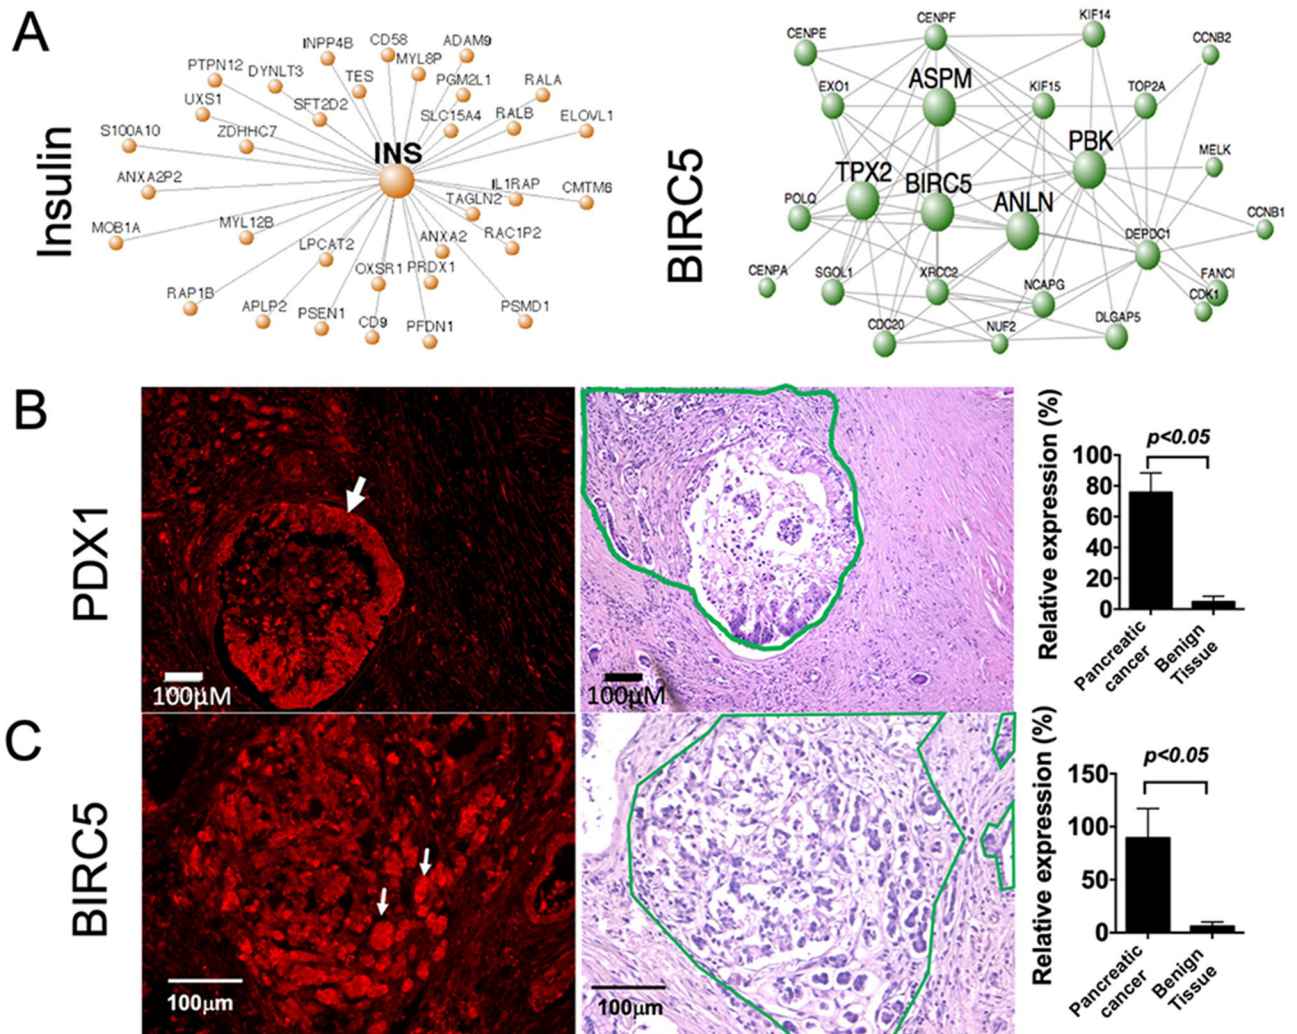 A
Insulin
INPP4B
CD58
ADAM9
PTPN12
DYNLT3
TES
MYL8P
PGM2L1
RALA
UXS1
SFT2D2
SLC15A4
RALB
ELOVL1
S100A10
ZDHHC7
INS
ANXA2P2
IL1RAP
CMTM6
TAGLN2
MOB1A
MYL12B
LPCAT2
ANXA2
RAC1P2
OXSR1
PRDX1
RAP1B
APLP2
PSEN1
CD9
PFDN1
PSMD1
BIRC5
CENPE
CENPF
KIF14
CCNB2
EXO1
ASPM
KIF15
TOP2A
PBK
MELK
TPX2
BIRC5
ANLN
POLQ
CCNB1
DEPDC1
CENPA
SGOL1
XRCC2
NCAPG
FANCI
CDK1
CDC20
NUF2
DLGAP5
B
PDX1
100µM
100µM
Relative expression (%)
p<0.05
100
80
60
40
20
0
Pancreatic
cancer
Benign
Tissue
C
BIRC5
100µm
100µm
Relative expression (%)
p<0.05
150
100
50
0
Pancreatic
cancer
Benign
Tissue